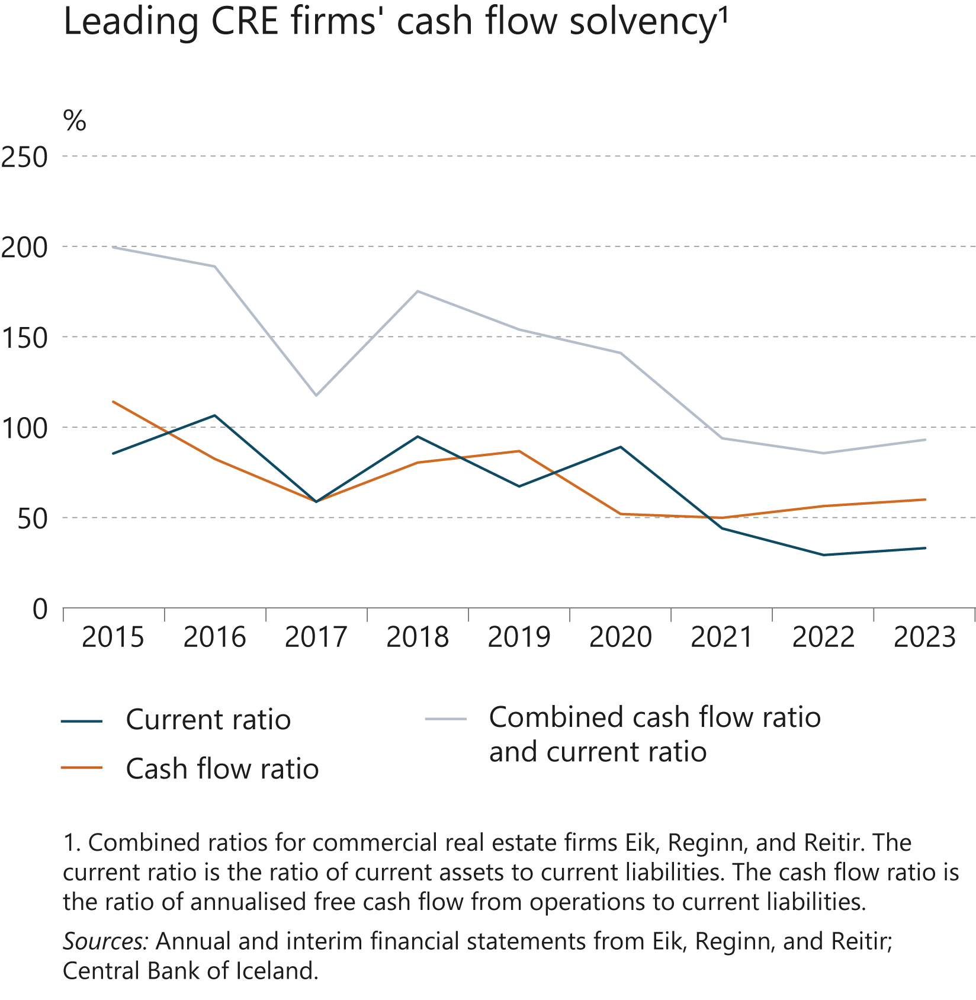 Leading CRE firms' cash flow solvency¹
%
250
200
150
100
50
0
2015 2016 2017 2018 2019 2020 2021 2022 2023
Current ratio
Cash flow ratio
Combined cash flow ratio
and current ratio
1. Combined ratios for commercial real estate firms Eik, Reginn, and Reitir. The
current ratio is the ratio of current assets to current liabilities. The cash flow ratio is
the ratio of annualised free cash flow from operations to current liabilities.
Sources: Annual and interim financial statements from Eik, Reginn, and Reitir;
Central Bank of Iceland.